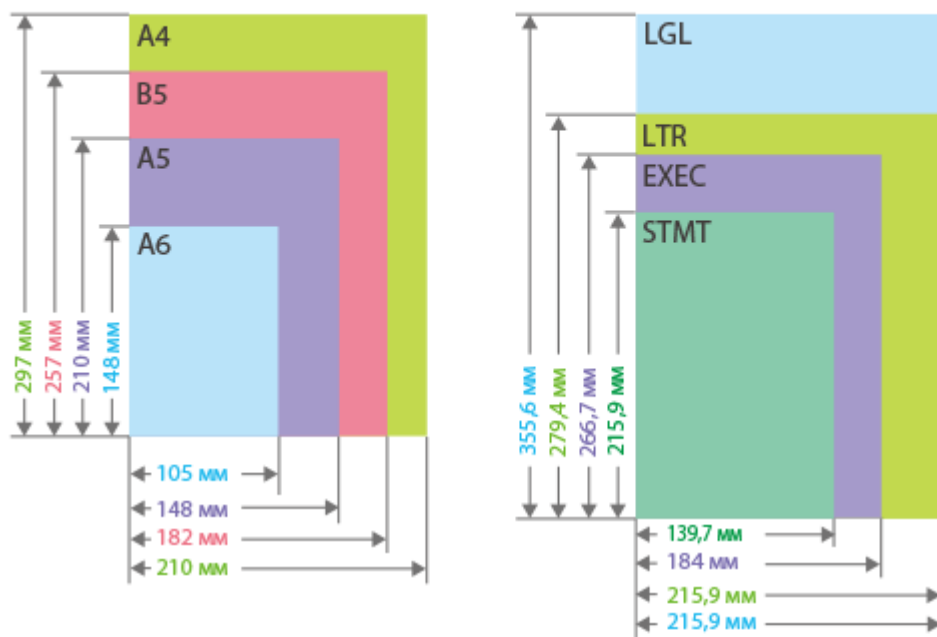 A4
B5
A5
A6
297 мм
257 мм
210 мм
148 мм
105 мм
148 мм
182 мм
210 мм
LGL
LTR
EXEC
STMT
355,6 мм
279,4 мм
266,7 мм
215,9 мм
139,7 мм
184 мм
215,9 мм
215,9 мм